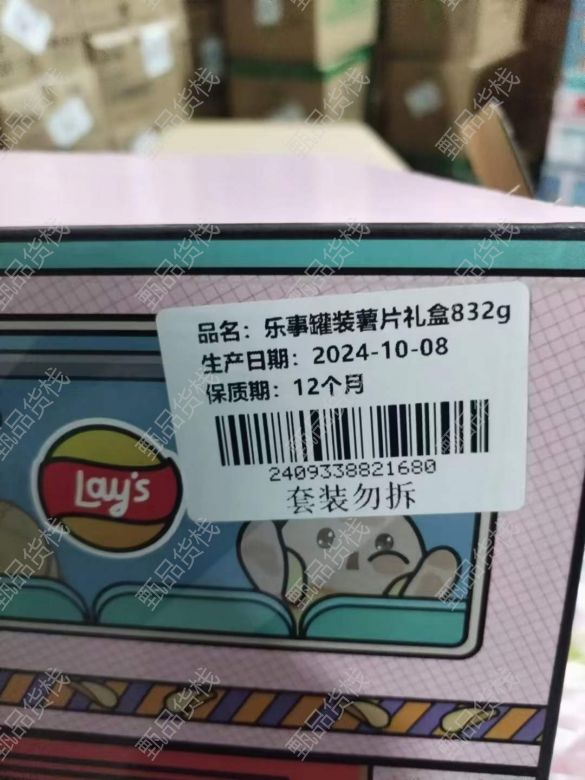 品名：乐事罐装薯片礼盒832g
生产日期：2024-10-08
保质期：12个月
2409338821680
套装勿拆
Lay's
甄品货栈